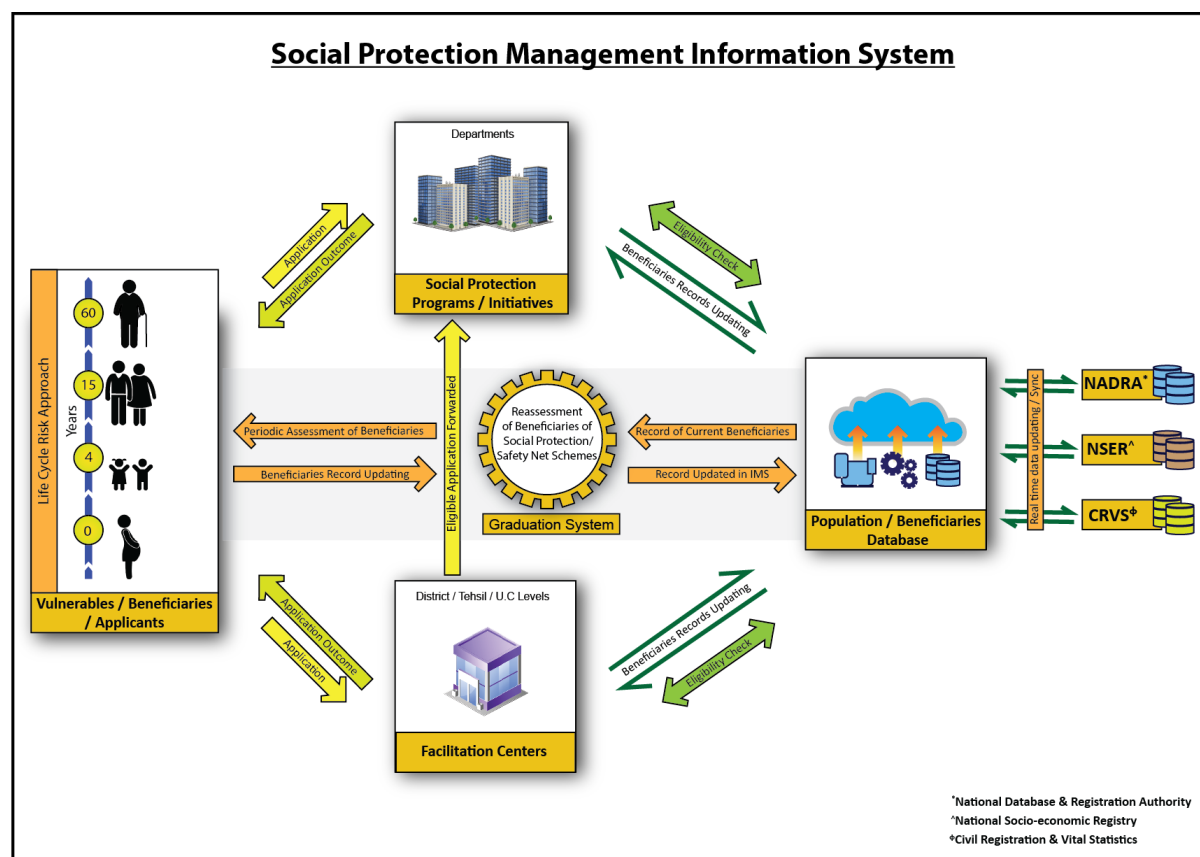 Social Protection Management Information System
Departments
Social Protection
Programs / Initiatives
Application
Application Outcome
Eligibility Check
Beneficiaries Records Updating
Life Cycle Risk Approach
Years
60
15
4
0
Vulnerables / Beneficiaries
/ Applicants
Periodic Assessment of Beneficiaries
Beneficiaries Record Updating
Eligible Application Forwarded
Reassessment
of Beneficiaries of
Social Protection/
Safety Net Schemes
Graduation System
Record of Current Beneficiaries
Record Updated in IMS
Population / Beneficiaries
Database
Real time data updating / Sync
NADRA*
NSER^
CRVSϕ
Application Outcome
Application
District / Tehsil / U.C Levels
Facilitation Centers
Beneficiaries Records Updating
Eligibility Check
*National Database & Registration Authority
^National Socio-economic Registry
ϕCivil Registration & Vital Statistics